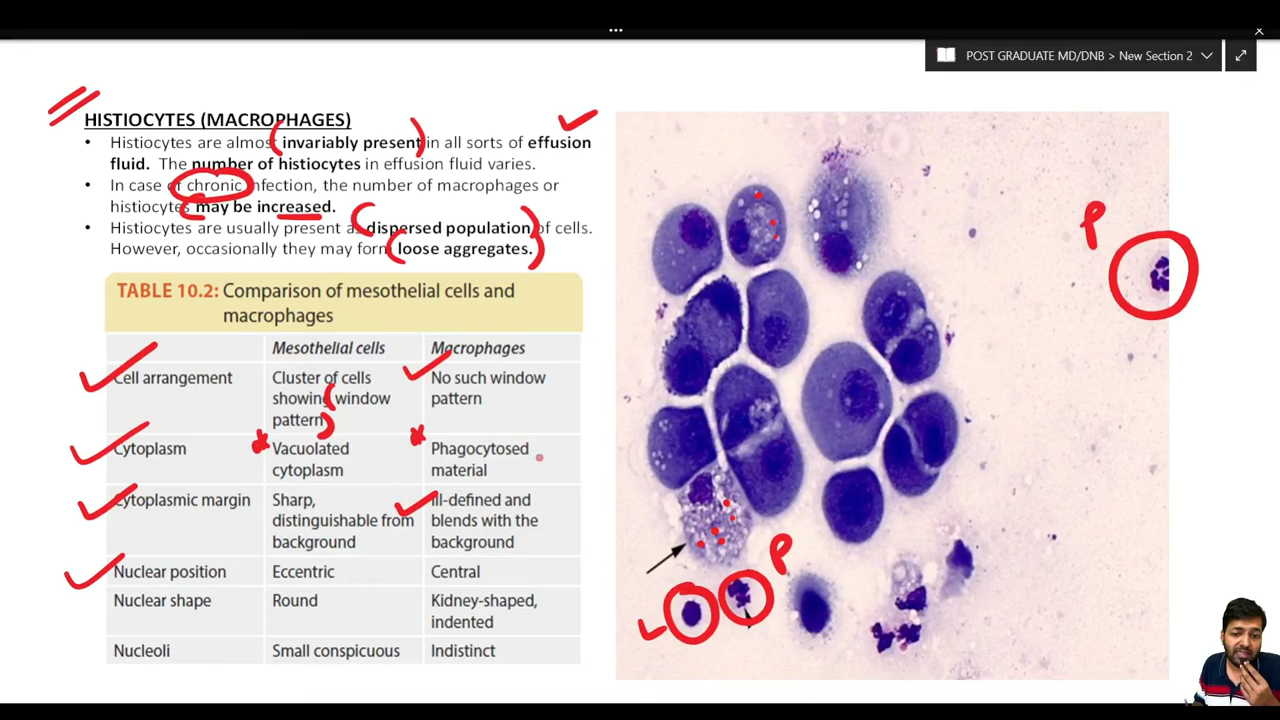 ...
POST GRADUATE MD/DNB > New Section 2
HISTIOCYTES (MACROPHAGES)
• Histiocytes are almost invariably present in all sorts of effusion
fluid. The number of histiocytes in effusion fluid varies.
• In case of chronic infection, the number of macrophages or
histiocytes may be increased.
• Histiocytes are usually present as dispersed population of cells.
However, occasionally they may form loose aggregates.
TABLE 10.2: Comparison of mesothelial cells and
macrophages
Mesothelial cells Macrophages
Cell arrangement Cluster of cells No such window
showing window pattern
pattern
Cytoplasm Vacuolated Phagocytosed
cytoplasm material
Cytoplasmic margin Sharp, Ill-defined and
distinguishable from blends with the
background background
Nuclear position Eccentric Central
Nuclear shape Round Kidney-shaped,
indented
Nucleoli Small conspicuous Indistinct
P
P
L